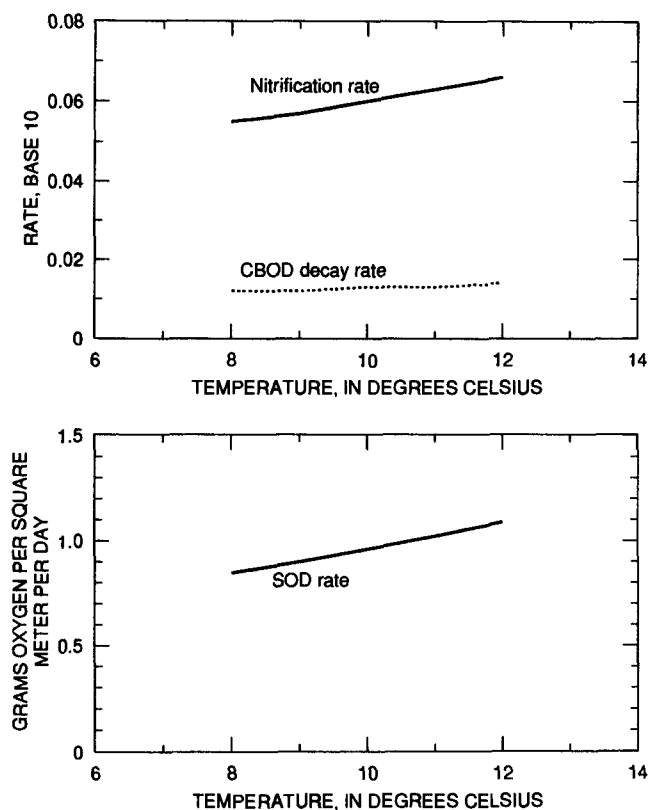 0.08
0.06
0.04
0.02
0
RATE, BASE 10
Nitrification rate
CBOD decay rate
6 8 10 12 14
TEMPERATURE, IN DEGREES CELSIUS
1.5
1.0
0.5
0
GRAMS OXYGEN PER SQUARE
METER PER DAY
SOD rate
6 8 10 12 14
TEMPERATURE, IN DEGREES CELSIUS